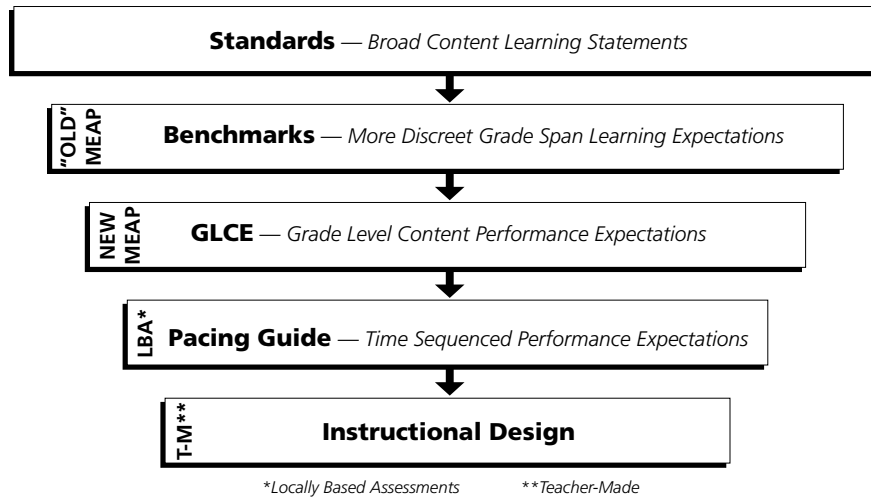 Standards — Broad Content Learning Statements
"OLD"
MEAP
Benchmarks — More Discreet Grade Span Learning Expectations
NEW
MEAP
GLCE — Grade Level Content Performance Expectations
LBA*
Pacing Guide — Time Sequenced Performance Expectations
T-M**
Instructional Design
*Locally Based Assessments **Teacher-Made